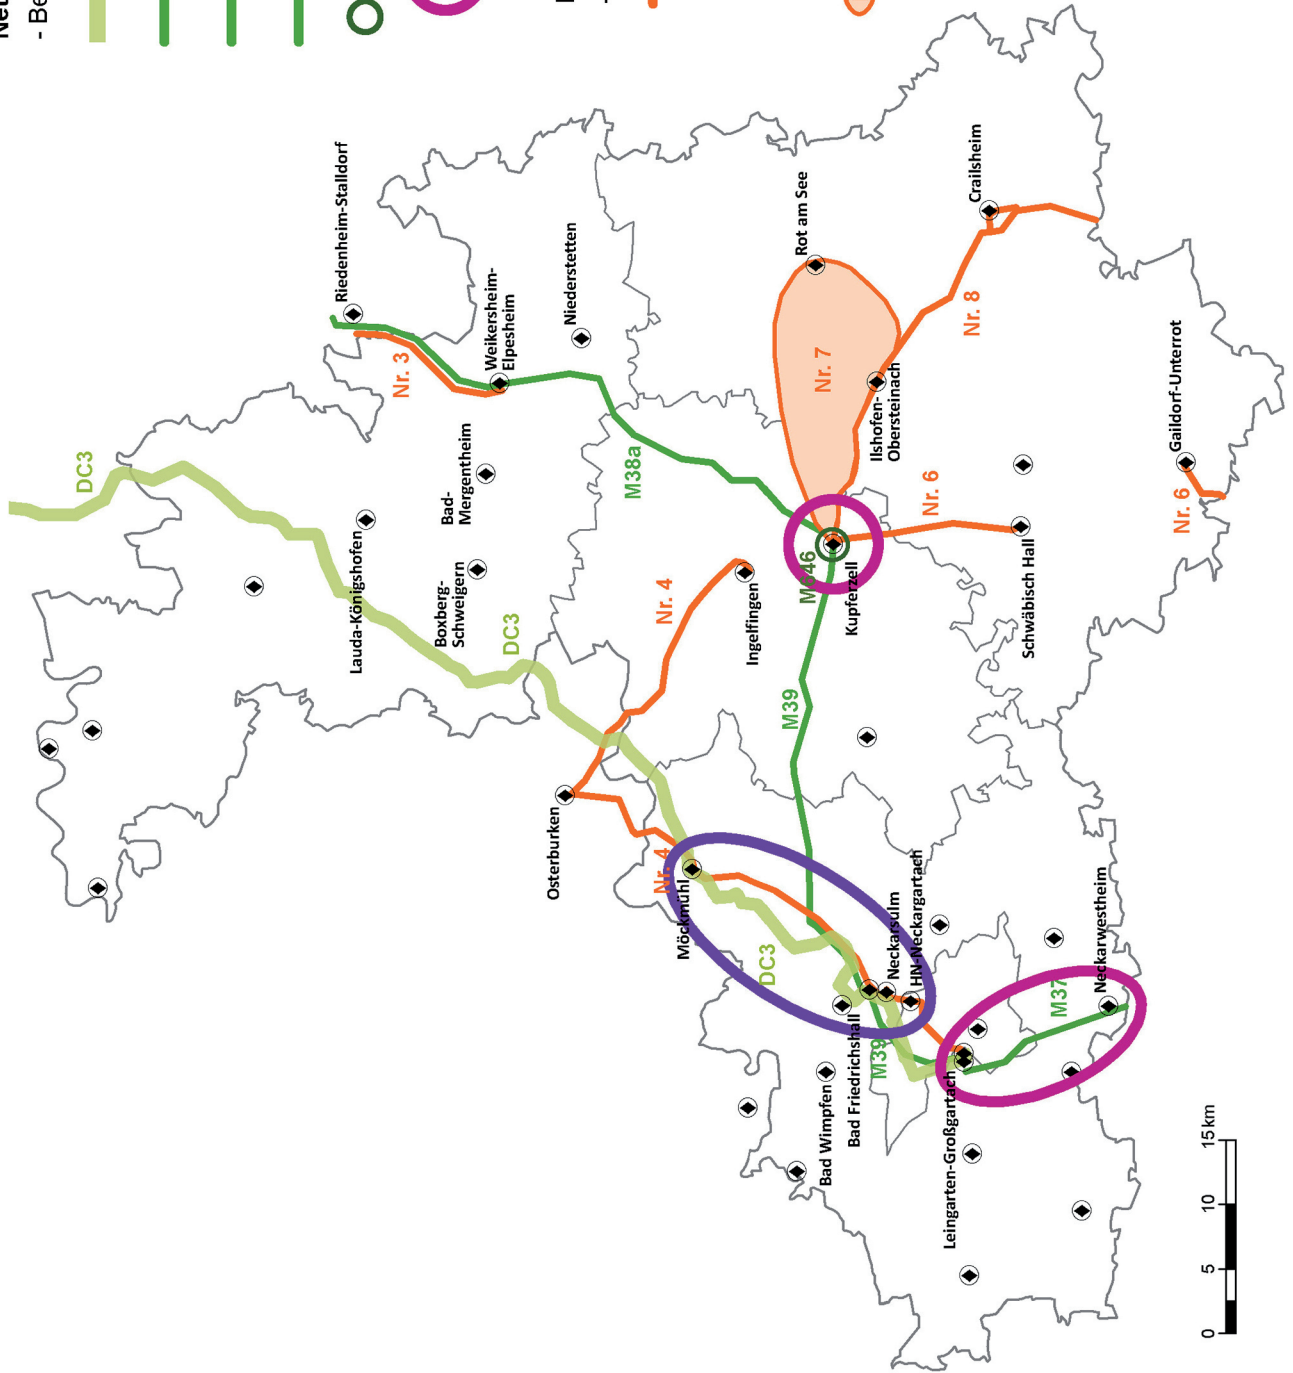 Net
- Be
DC3
Riedenheim-Stalldorf
Nr. 3
Weikersheim-
Elpesheim
Niederstetten
Lauda-Königshofen
Bad-
Mergentheim
Boxberg-
Schweigern
DC3
M38a
Rot am See
Crailsheim
Nr. 7
Nr. 8
Ilshofen-
Obersteinach
Nr. 6
Gaildorf-Unterrot
Nr. 6
Nr. 4
Ingelfingen
M646
Kupferzell
Schwäbisch Hall
M39
Osterburken
Nr. 4
Möckmühl
DC3
Neckarsulm
HN-Neckargartach
Bad Friedrichshall
M39
Bad Wimpfen
Leingarten-Großgartach
M37
Neckarwestheim
0 5 10 15 km